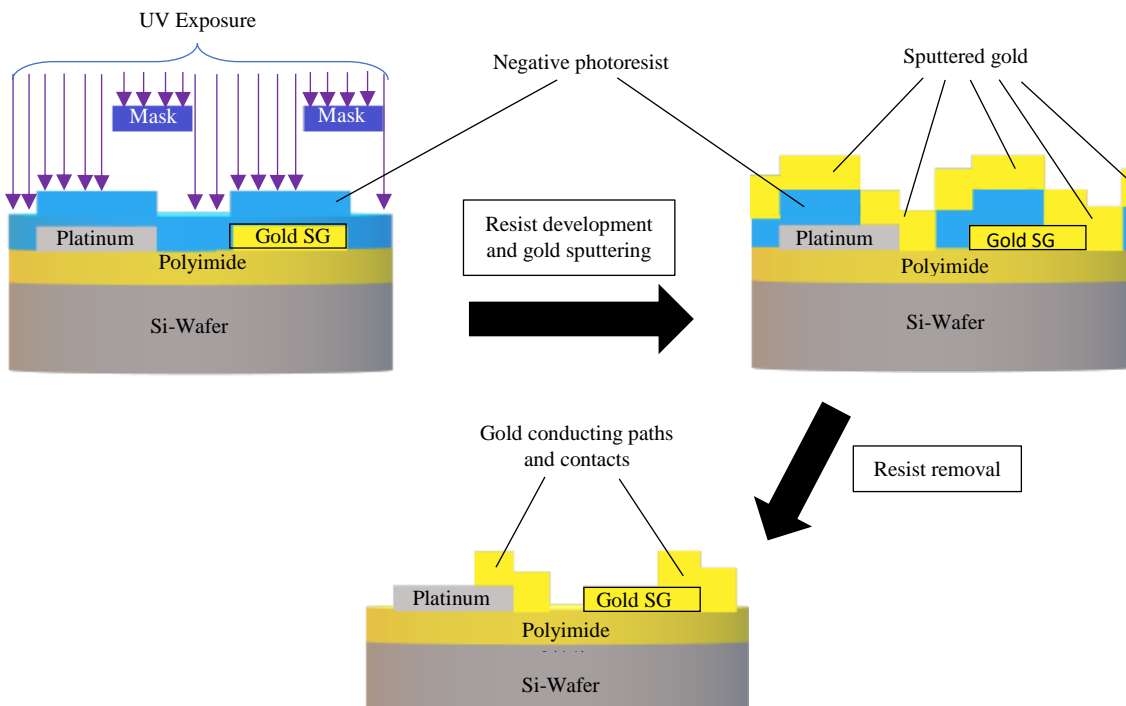 UV Exposure
Negative photoresist
Sputtered gold
Mask
Mask
Platinum
Gold SG
Polyimide
Si-Wafer
Resist development
and gold sputtering
Platinum
Gold SG
Polyimide
Si-Wafer
Gold conducting paths
and contacts
Resist removal
Platinum
Gold SG
Polyimide
Si-Wafer